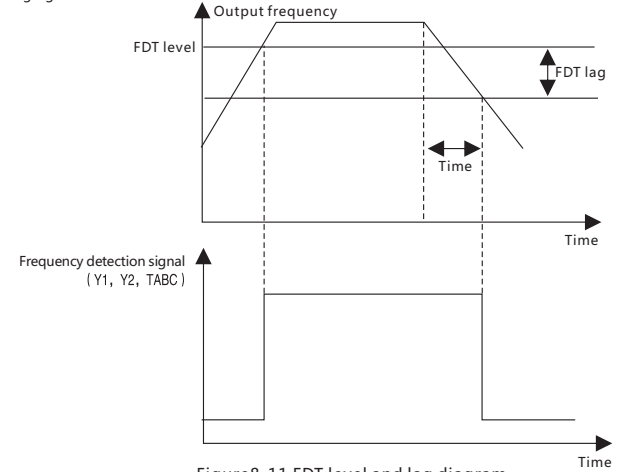 Output frequency
FDT level
FDT lag
Time
Time
Frequency detection signal
( Y1, Y2, TABC )
Time